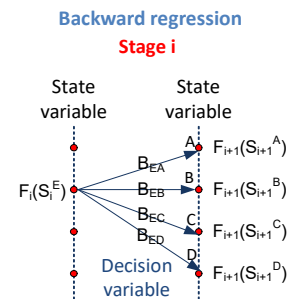 Backward regression
Stage i
State variable
State variable
A
B_EA
F_{i+1}(S_{i+1}^A)
B
F_i(S_i^E)
B_EB
F_{i+1}(S_{i+1}^B)
B_EC
C
F_{i+1}(S_{i+1}^C)
B_ED
D
F_{i+1}(S_{i+1}^D)
Decision
variable